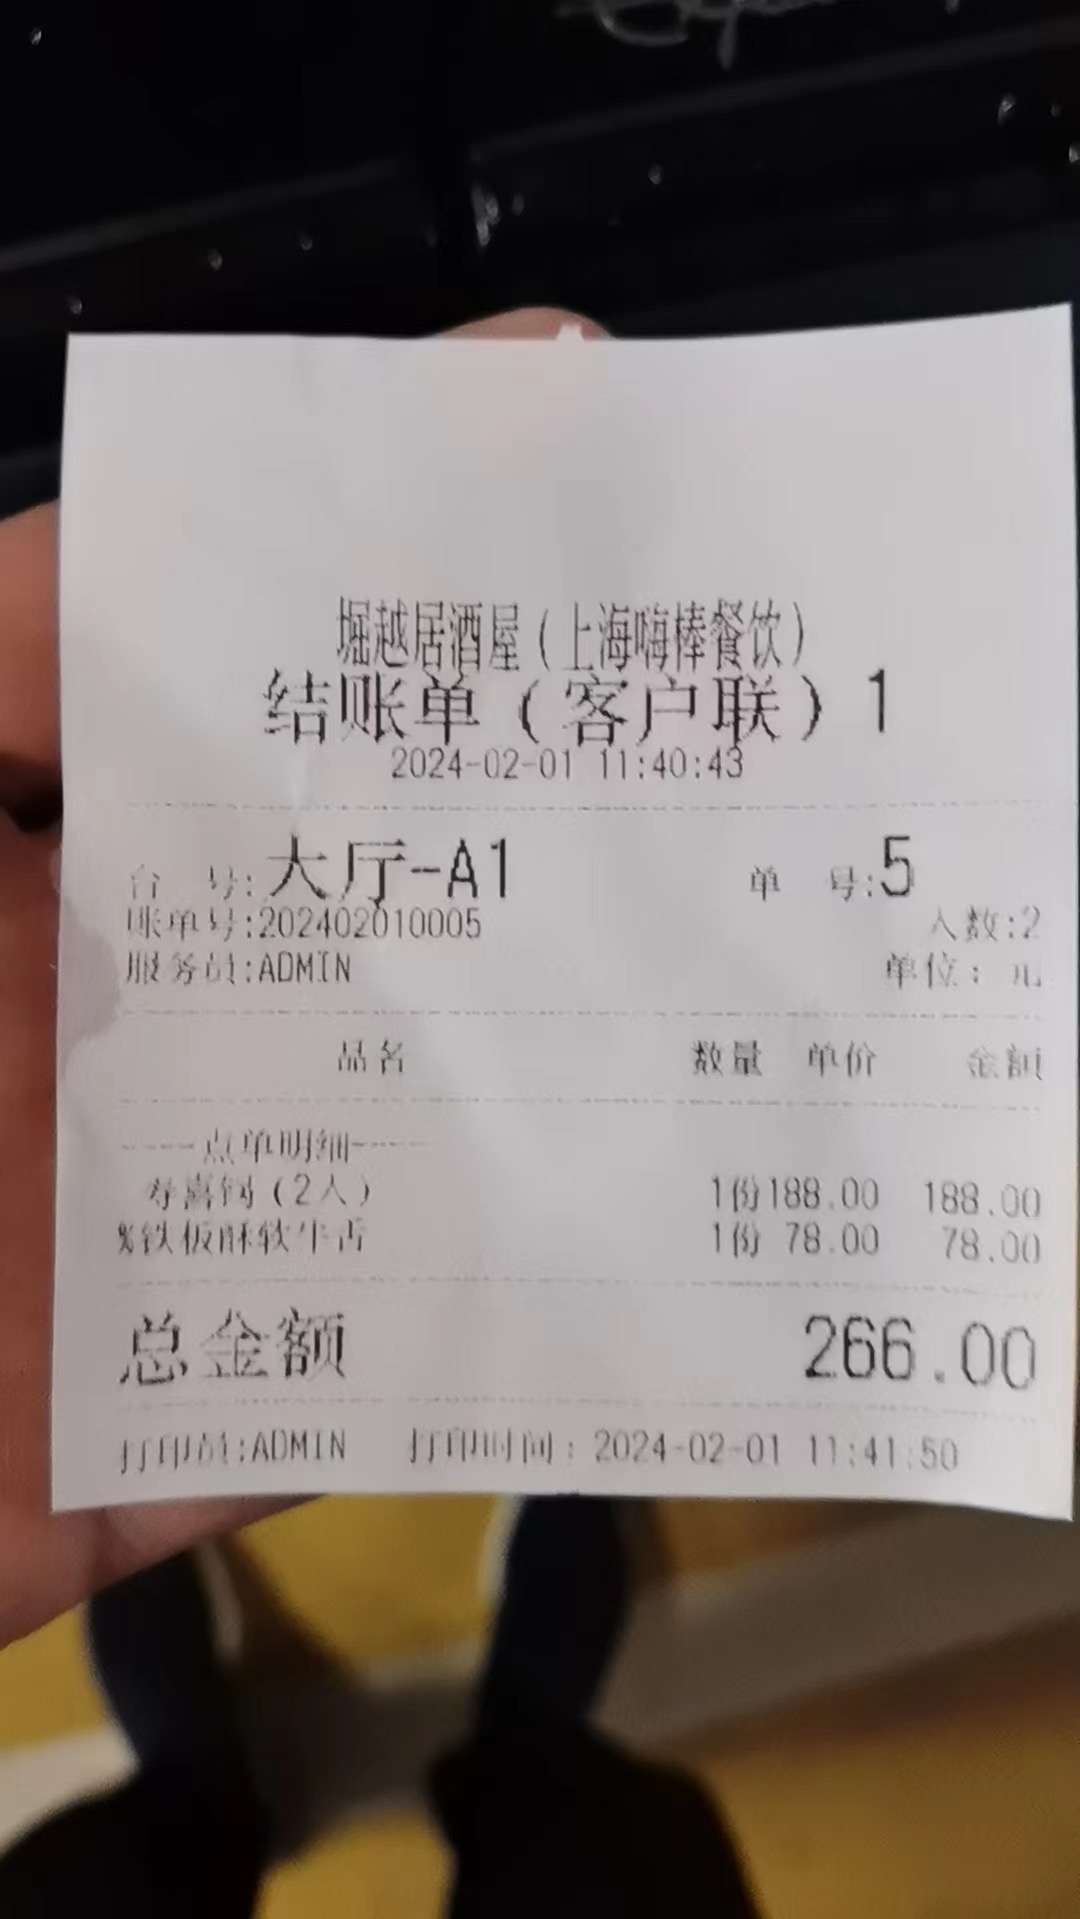 堀越居酒屋(上海嗨棒餐饮)
结账单(客户联)1
2024-02-01 11:40:43
台 号:大厅-A1 单 号:5
账单号:202402010005 人数:2
服务员:ADMIN 单位:元
品名 数量 单价 金额
----点单明细----
寿喜锅(2人) 1份188.00 188.00
%铁板酥软牛舌 1份 78.00 78.00
总金额 266.00
打印员:ADMIN 打印时间:2024-02-01 11:41:50